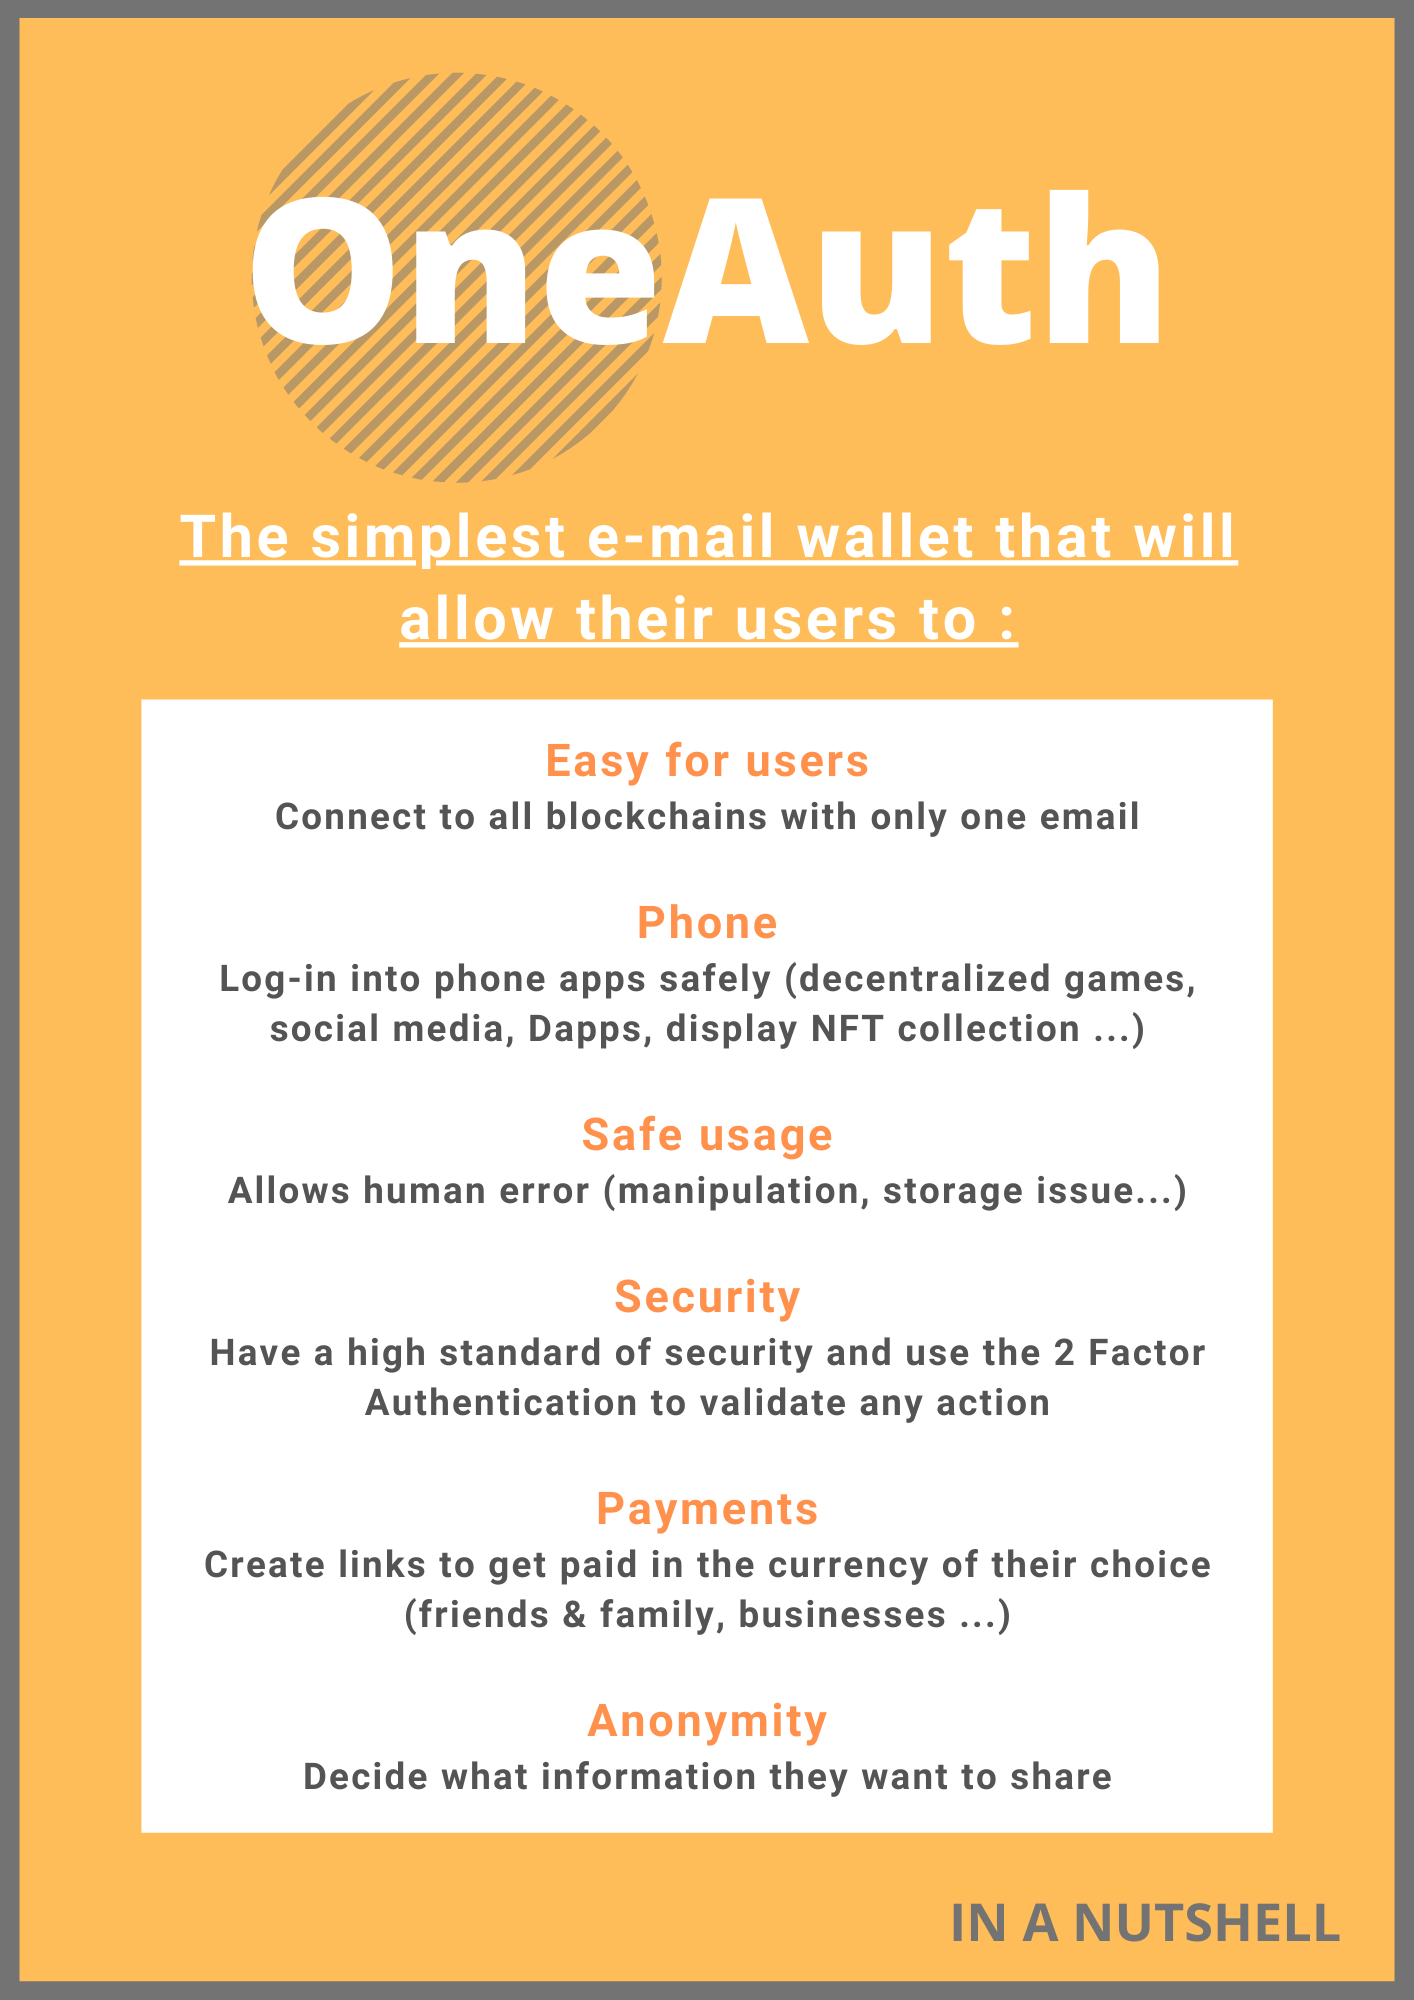 OneAuth
The simplest e-mail wallet that will
allow their users to :
Easy for users
Connect to all blockchains with only one email
Phone
Log-in into phone apps safely (decentralized games,
social media, Dapps, display NFT collection ...)
Safe usage
Allows human error (manipulation, storage issue...)
Security
Have a high standard of security and use the 2 Factor
Authentication to validate any action
Payments
Create links to get paid in the currency of their choice
(friends & family, businesses ...)
Anonymity
Decide what information they want to share
IN A NUTSHELL